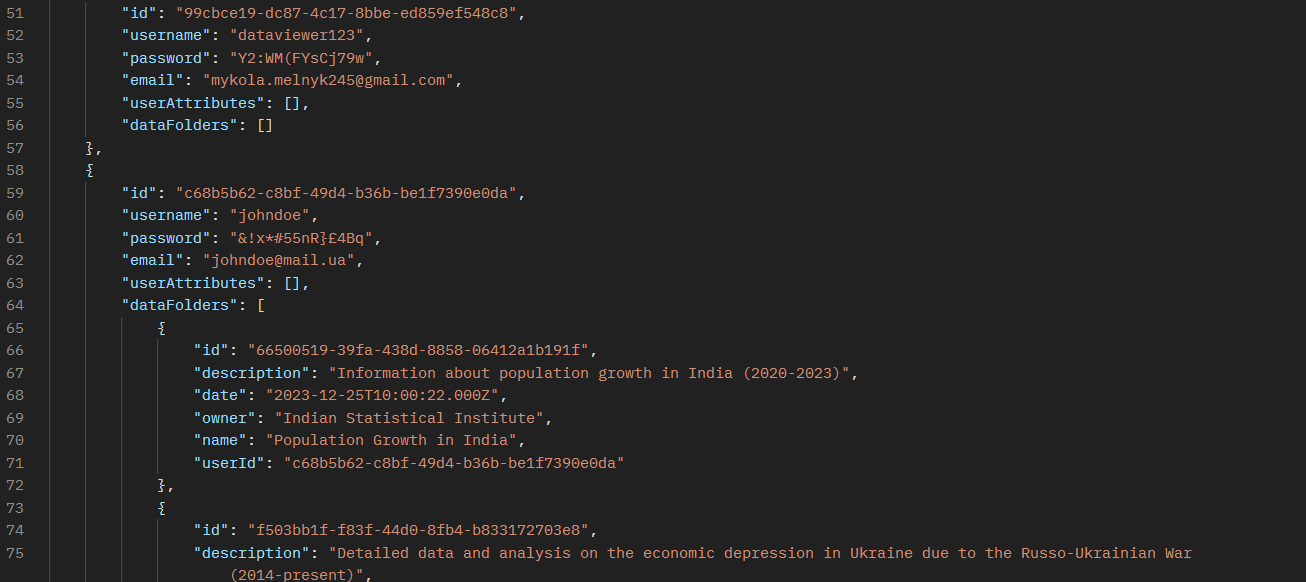 51 "id": "99cbce19-dc87-4c17-8bbe-ed859ef548c8",
52 "username": "dataviewer123",
53 "password": "Y2:WM(FYsCj79w",
54 "email": "mykola.melnyk245@gmail.com",
55 "userAttributes": [],
56 "dataFolders": []
57 },
58 {
59 "id": "c68b5b62-c8bf-49d4-b36b-be1f7390e0da",
60 "username": "johndoe",
61 "password": "&!x*#55nR}£4Bq",
62 "email": "johndoe@mail.ua",
63 "userAttributes": [],
64 "dataFolders": [
65 {
66 "id": "66500519-39fa-438d-8858-06412a1b191f",
67 "description": "Information about population growth in India (2020-2023)",
68 "date": "2023-12-25T10:00:22.000Z",
69 "owner": "Indian Statistical Institute",
70 "name": "Population Growth in India",
71 "userId": "c68b5b62-c8bf-49d4-b36b-be1f7390e0da"
72 },
73 {
74 "id": "f503bb1f-f83f-44d0-8fb4-b833172703e8",
75 "description": "Detailed data and analysis on the economic depression in Ukraine due to the Russo-Ukrainian War
(2014-present)",